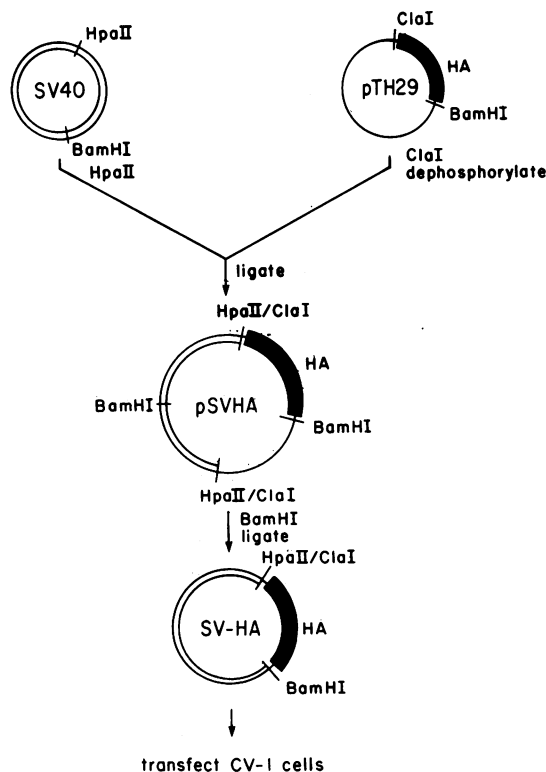 HpaII
SV40
BamHI
HpaII
ClaI
pTH29
HA
BamHI
ClaI
dephosphorylate
ligate
HpaII/ClaI
HA
BamHI
pSVHA
BamHI
HpaII/ClaI
BamHI
ligate
HpaII/ClaI
SV-HA
HA
BamHI
transfect CV-1 cells